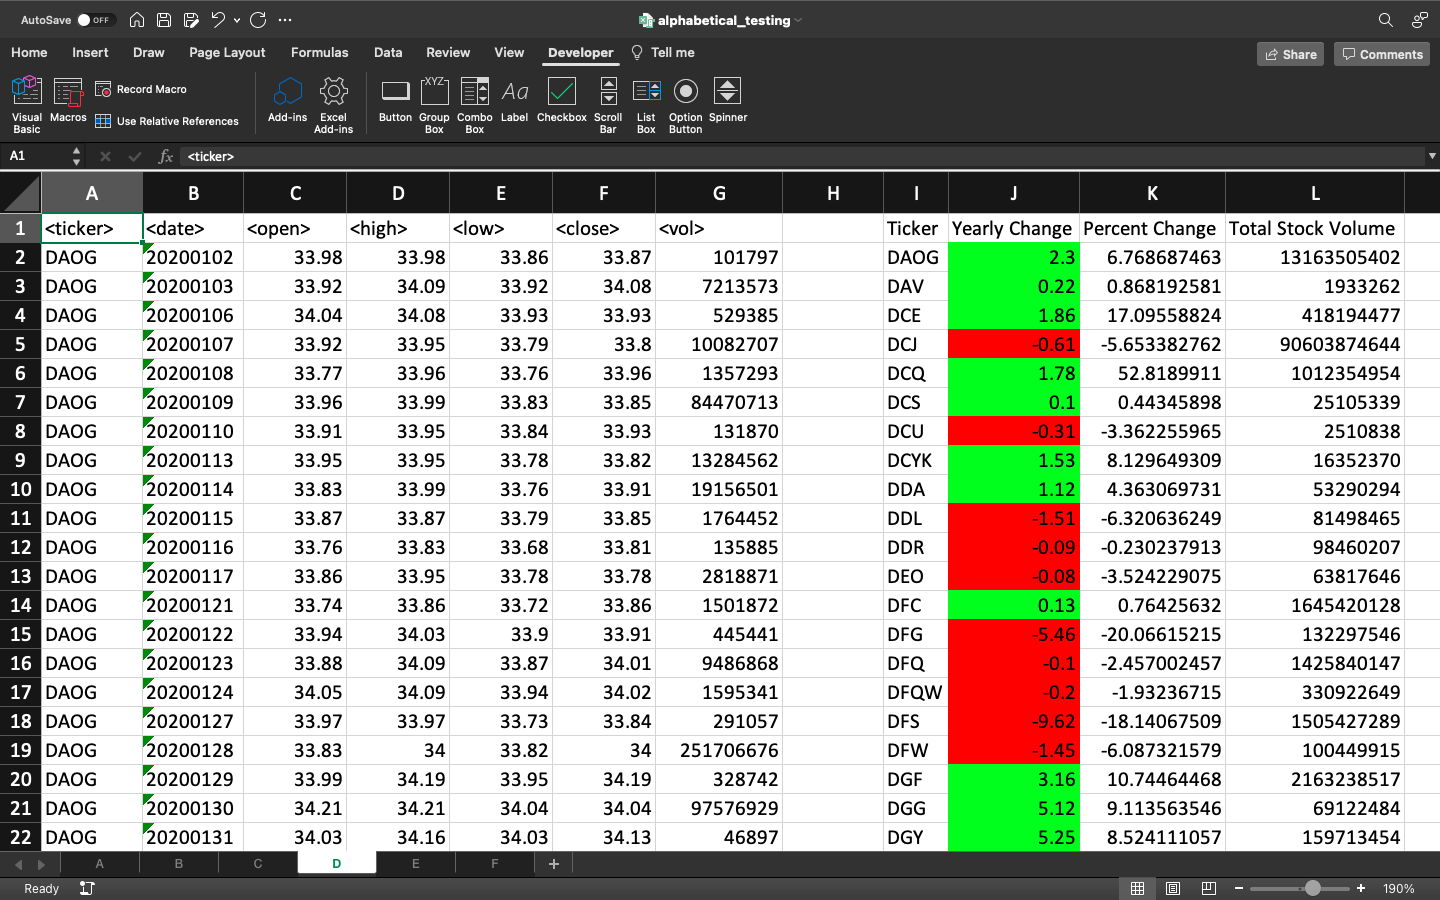 AutoSave OFF alphabetical_testing
Home Insert Draw Page Layout Formulas Data Review View Developer Tell me Share Comments
Visual Basic Macros Record Macro Use Relative References Add-ins Excel Add-ins Button Group Box Combo Box Label Checkbox Scroll Bar List Box Option Button Spinner
XYZ Aa
A1 fx <ticker>
A B C D E F G H I J K L
1 <ticker> <date> <open> <high> <low> <close> <vol> Ticker Yearly Change Percent Change Total Stock Volume
2 DAOG 20200102 33.98 33.98 33.86 33.87 101797 DAOG 2.3 6.768687463 13163505402
3 DAOG 20200103 33.92 34.09 33.92 34.08 7213573 DAV 0.22 0.868192581 1933262
4 DAOG 20200106 34.04 34.08 33.93 33.93 529385 DCE 1.86 17.09558824 418194477
5 DAOG 20200107 33.92 33.95 33.79 33.8 10082707 DCJ -0.61 -5.653382762 90603874644
6 DAOG 20200108 33.77 33.96 33.76 33.96 1357293 DCQ 1.78 52.8189911 1012354954
7 DAOG 20200109 33.96 33.99 33.83 33.85 84470713 DCS 0.1 0.44345898 25105339
8 DAOG 20200110 33.91 33.95 33.84 33.93 131870 DCU -0.31 -3.362255965 2510838
9 DAOG 20200113 33.95 33.95 33.78 33.82 13284562 DCYK 1.53 8.129649309 16352370
10 DAOG 20200114 33.83 33.99 33.76 33.91 19156501 DDA 1.12 4.363069731 53290294
11 DAOG 20200115 33.87 33.87 33.79 33.85 1764452 DDL -1.51 -6.320636249 81498465
12 DAOG 20200116 33.76 33.83 33.68 33.81 135885 DDR -0.09 -0.230237913 98460207
13 DAOG 20200117 33.86 33.95 33.78 33.78 2818871 DEO -0.08 -3.524229075 63817646
14 DAOG 20200121 33.74 33.86 33.72 33.86 1501872 DFC 0.13 0.76425632 1645420128
15 DAOG 20200122 33.94 34.03 33.9 33.91 445441 DFG -5.46 -20.06615215 132297546
16 DAOG 20200123 33.88 34.09 33.87 34.01 9486868 DFQ -0.1 -2.457002457 1425840147
17 DAOG 20200124 34.05 34.09 33.94 34.02 1595341 DFQW -0.2 -1.93236715 330922649
18 DAOG 20200127 33.97 33.97 33.73 33.84 291057 DFS -9.62 -18.14067509 1505427289
19 DAOG 20200128 33.83 34 33.82 34 251706676 DFW -1.45 -6.087321579 100449915
20 DAOG 20200129 33.99 34.19 33.95 34.19 328742 DGF 3.16 10.74464468 2163238517
21 DAOG 20200130 34.21 34.21 34.04 34.04 97576929 DGG 5.12 9.113563546 69122484
22 DAOG 20200131 34.03 34.16 34.03 34.13 46897 DGY 5.25 8.524111057 159713454
A B C D E F +
Ready 190%